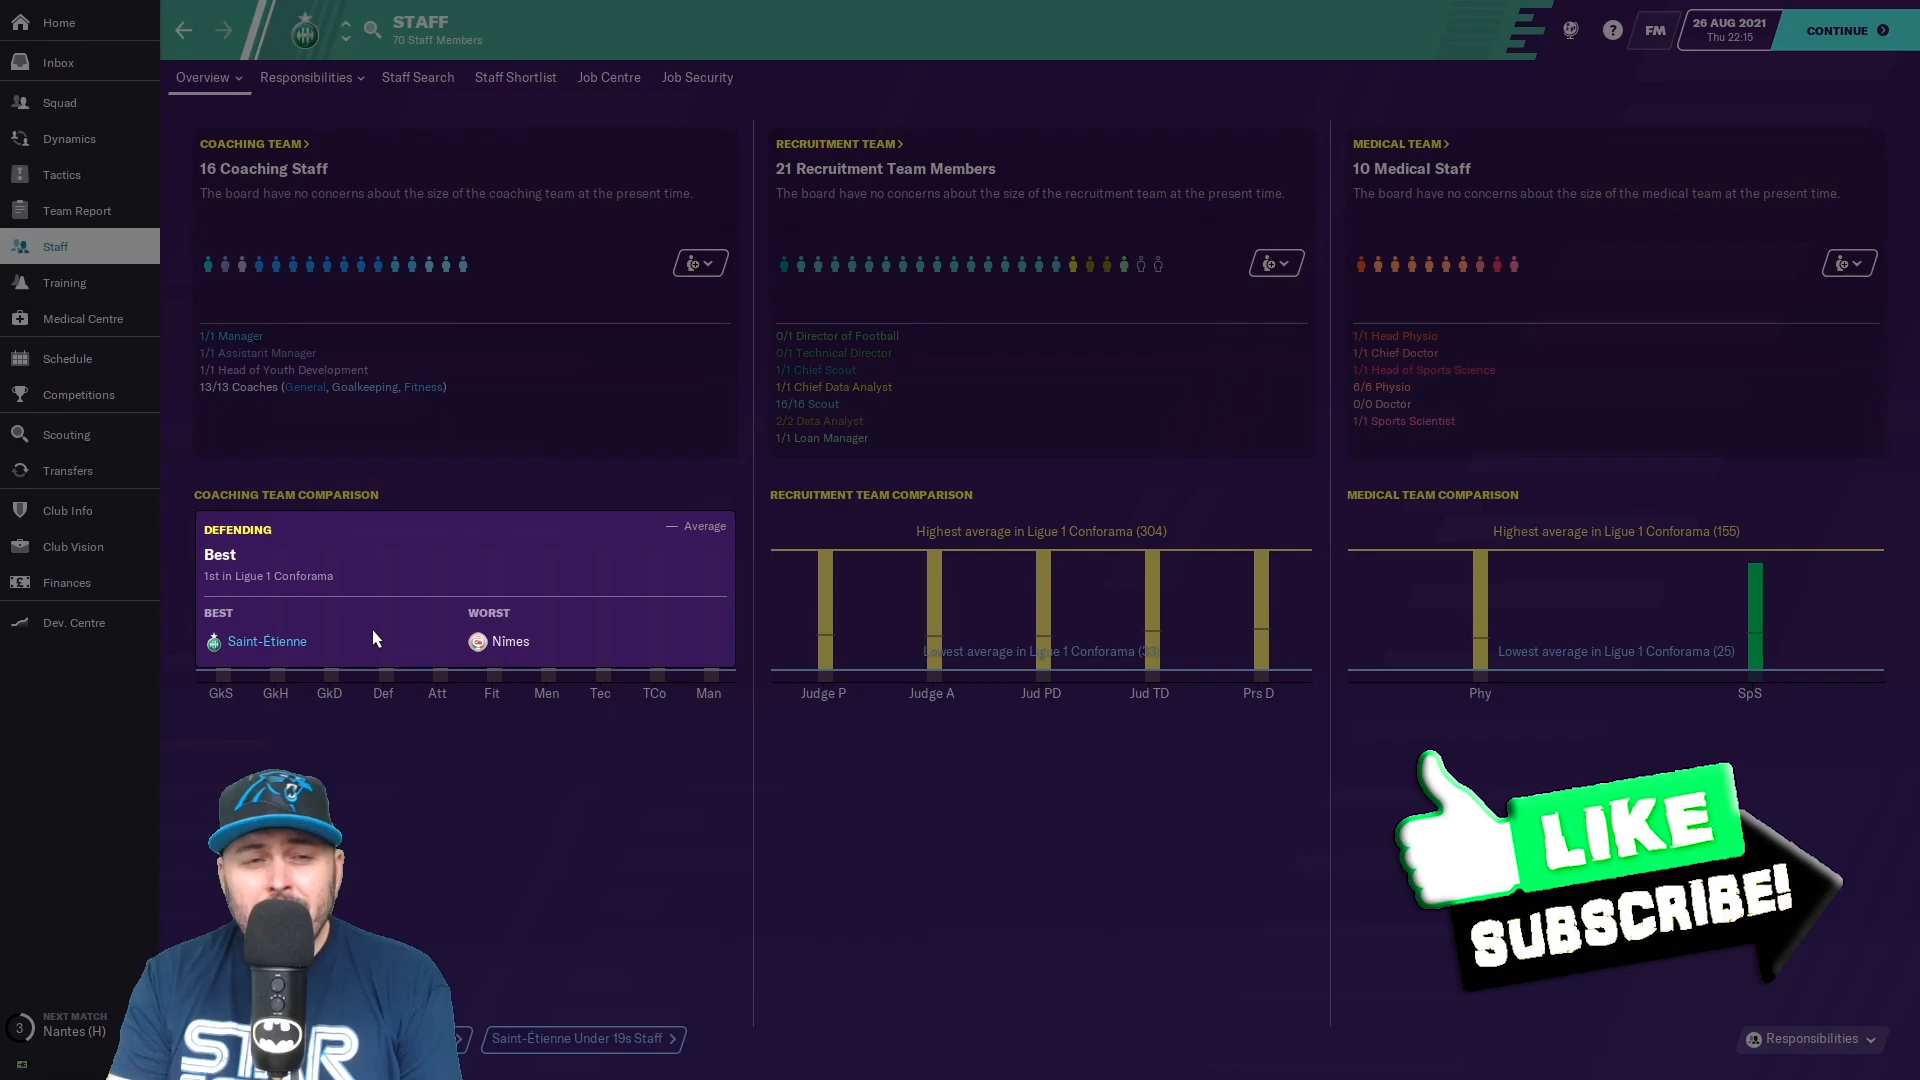 Home
Inbox
Squad
Dynamics
Tactics
Team Report
Staff
Training
Medical Centre
Schedule
Competitions
Scouting
Transfers
Club Info
Club Vision
Finances
Dev. Centre
3
NEXT MATCH
Nantes (H)
STAFF
70 Staff Members
?
FM
26 AUG 2021
Thu 22:15
CONTINUE
Overview
Responsibilities
Staff Search
Staff Shortlist
Job Centre
Job Security
COACHING TEAM
16 Coaching Staff
The board have no concerns about the size of the coaching team at the present time.
1/1 Manager
1/1 Assistant Manager
1/1 Head of Youth Development
13/13 Coaches (General, Goalkeeping, Fitness)
RECRUITMENT TEAM
21 Recruitment Team Members
The board have no concerns about the size of the recruitment team at the present time.
0/1 Director of Football
0/1 Technical Director
1/1 Chief Scout
1/1 Chief Data Analyst
16/16 Scout
2/2 Data Analyst
1/1 Loan Manager
MEDICAL TEAM
10 Medical Staff
The board have no concerns about the size of the medical team at the present time.
1/1 Head Physio
1/1 Chief Doctor
1/1 Head of Sports Science
6/6 Physio
0/0 Doctor
1/1 Sports Scientist
COACHING TEAM COMPARISON
DEFENDING
Average
Best
1st in Ligue 1 Conforama
BEST
WORST
Saint-Étienne
Nîmes
GkS GkH GkD Def Att Fit Men Tec TCo Man
RECRUITMENT TEAM COMPARISON
Highest average in Ligue 1 Conforama (304)
Lowest average in Ligue 1 Conforama (33)
Judge P Judge A Jud PD Jud TD Prs D
MEDICAL TEAM COMPARISON
Highest average in Ligue 1 Conforama (155)
Lowest average in Ligue 1 Conforama (25)
Phy SpS
LIKE
SUBSCRIBE!
STAR
Saint-Étienne Under 19s Staff
Responsibilities